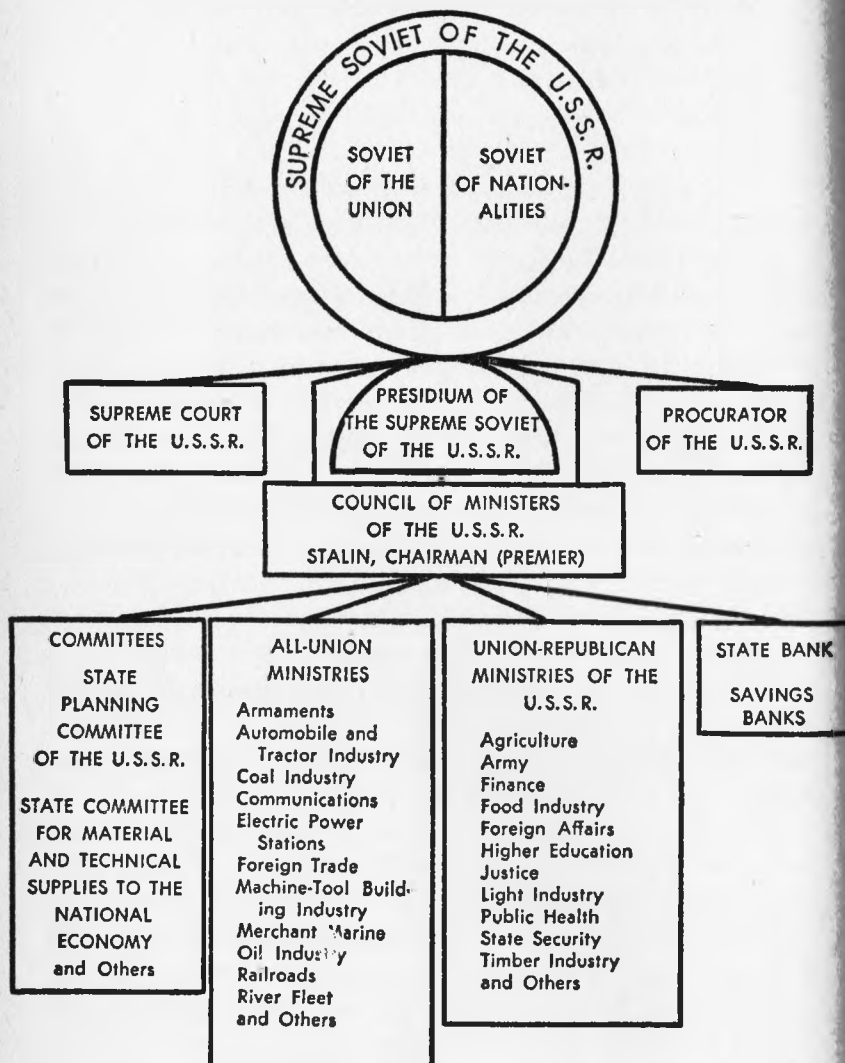 SUPREME SOVIET OF THE U.S.S.R.
SOVIET
OF THE
UNION
SOVIET
OF NATION-
ALITIES
SUPREME COURT
OF THE U.S.S.R.
PRESIDIUM OF
THE SUPREME SOVIET
OF THE U.S.S.R.
PROCURATOR
OF THE U.S.S.R.
COUNCIL OF MINISTERS
OF THE U.S.S.R.
STALIN, CHAIRMAN (PREMIER)
COMMITTEES
STATE
PLANNING
COMMITTEE
OF THE U.S.S.R.
STATE COMMITTEE
FOR MATERIAL
AND TECHNICAL
SUPPLIES TO THE
NATIONAL
ECONOMY
and Others
ALL-UNION
MINISTRIES
Armaments
Automobile and
Tractor Industry
Coal Industry
Communications
Electric Power
Stations
Foreign Trade
Machine-Tool Build-
ing Industry
Merchant Marine
Oil Industry
Railroads
River Fleet
and Others
UNION-REPUBLICAN
MINISTRIES OF THE
U.S.S.R.
Agriculture
Army
Finance
Food Industry
Foreign Affairs
Higher Education
Justice
Light Industry
Public Health
State Security
Timber Industry
and Others
STATE BANK
SAVINGS
BANKS